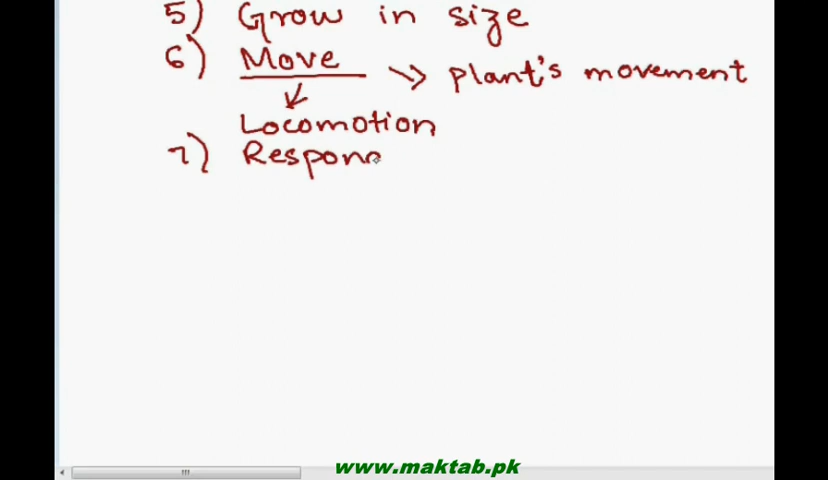 5) Grow in size
6) Move → plant's movement
↓
Locomotion
7) Respon
www.maktab.pk